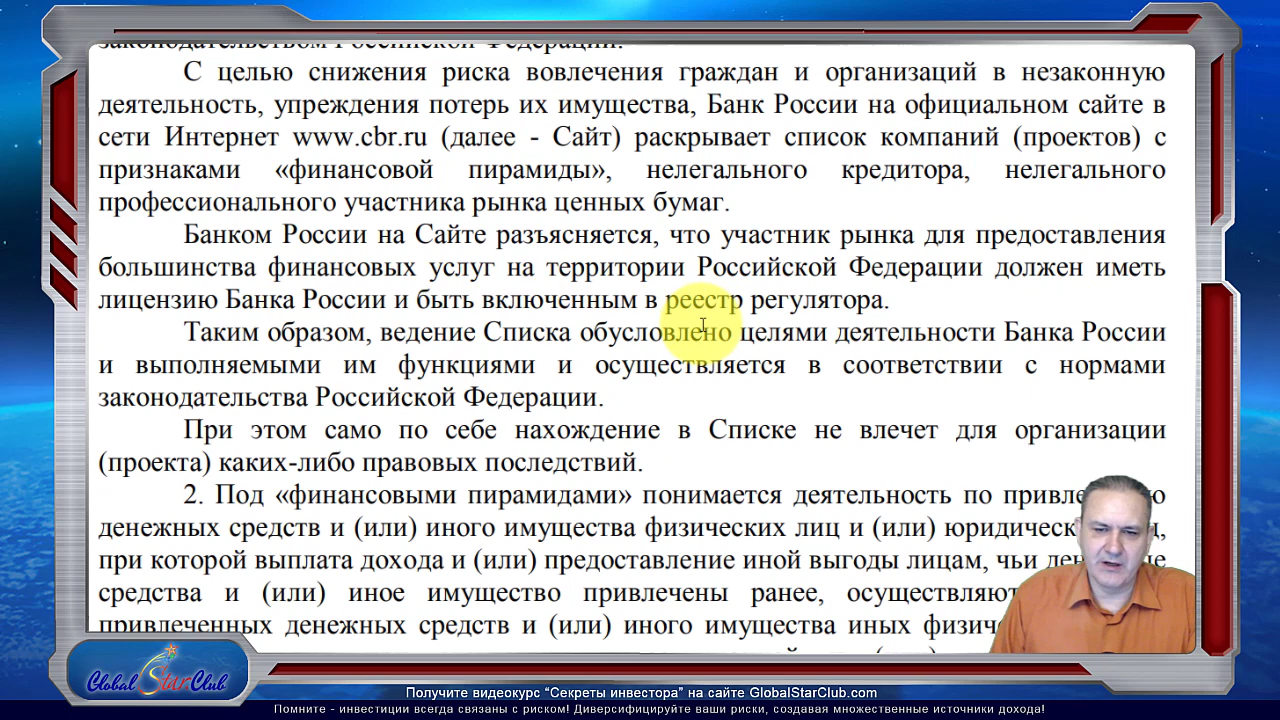 законодательством Российской Федерации.
С целью снижения риска вовлечения граждан и организаций в незаконную
деятельность, упреждения потерь их имущества, Банк России на официальном сайте в
сети Интернет www.cbr.ru (далее - Сайт) раскрывает список компаний (проектов) с
признаками «финансовой пирамиды», нелегального кредитора, нелегального
профессионального участника рынка ценных бумаг.
Банком России на Сайте разъясняется, что участник рынка для предоставления
большинства финансовых услуг на территории Российской Федерации должен иметь
лицензию Банка России и быть включенным в реестр регулятора.
Таким образом, ведение Списка обусловлено целями деятельности Банка России
и выполняемыми им функциями и осуществляется в соответствии с нормами
законодательства Российской Федерации.
При этом само по себе нахождение в Списке не влечет для организации
(проекта) каких-либо правовых последствий.
2. Под «финансовыми пирамидами» понимается деятельность по
денежных средств и (или) иного имущества физических лиц и (или)
при которой выплата дохода и (или) предоставление иной выгоды лицам, чьи
средства и (или) иное имущество привлечены ранее,
привлеченных денежных средств и (или) иного имущества иных
Global Star Club
Получите видеокурс “Секреты инвестора” на сайте GlobalStarClub.com
Помните - инвестиции всегда связаны с риском! Диверсифицируйте ваши риски, создавая множественные источники дохода!